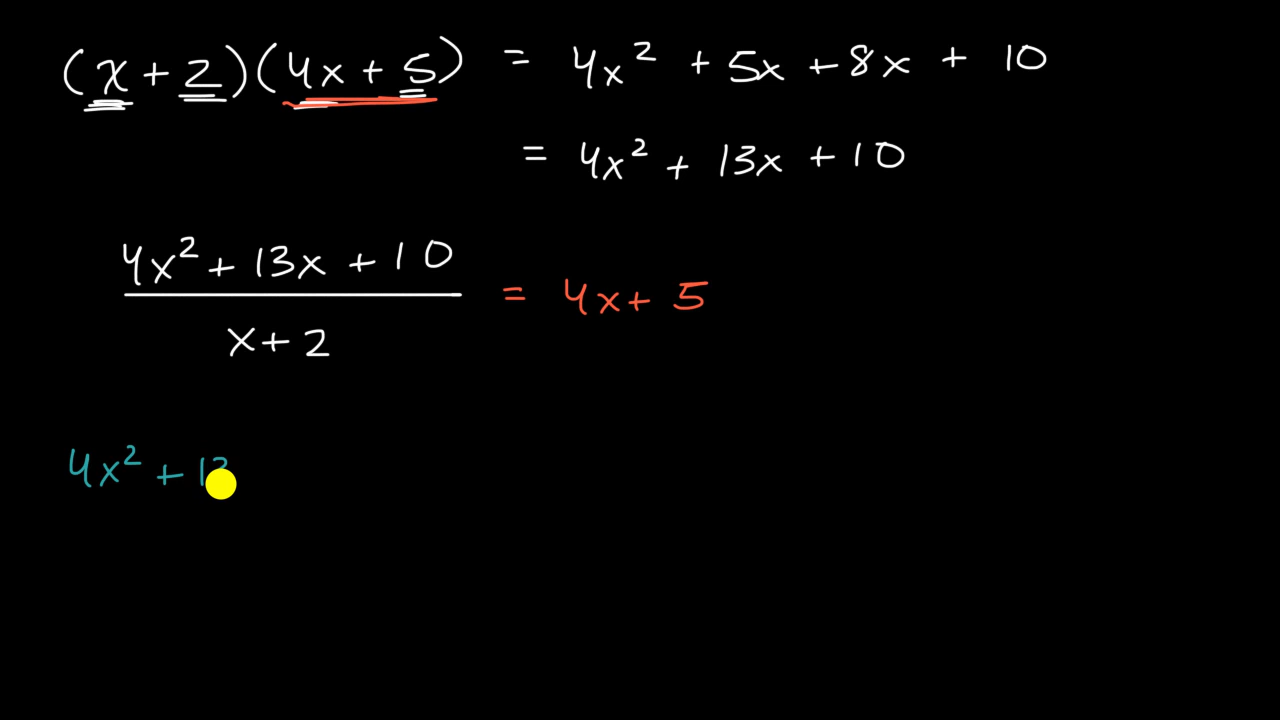 (x + 2)(4x + 5) = 4x² + 5x + 8x + 10
= 4x² + 13x + 10
4x² + 13x + 10
= 4x + 5
x + 2
4x² + 1